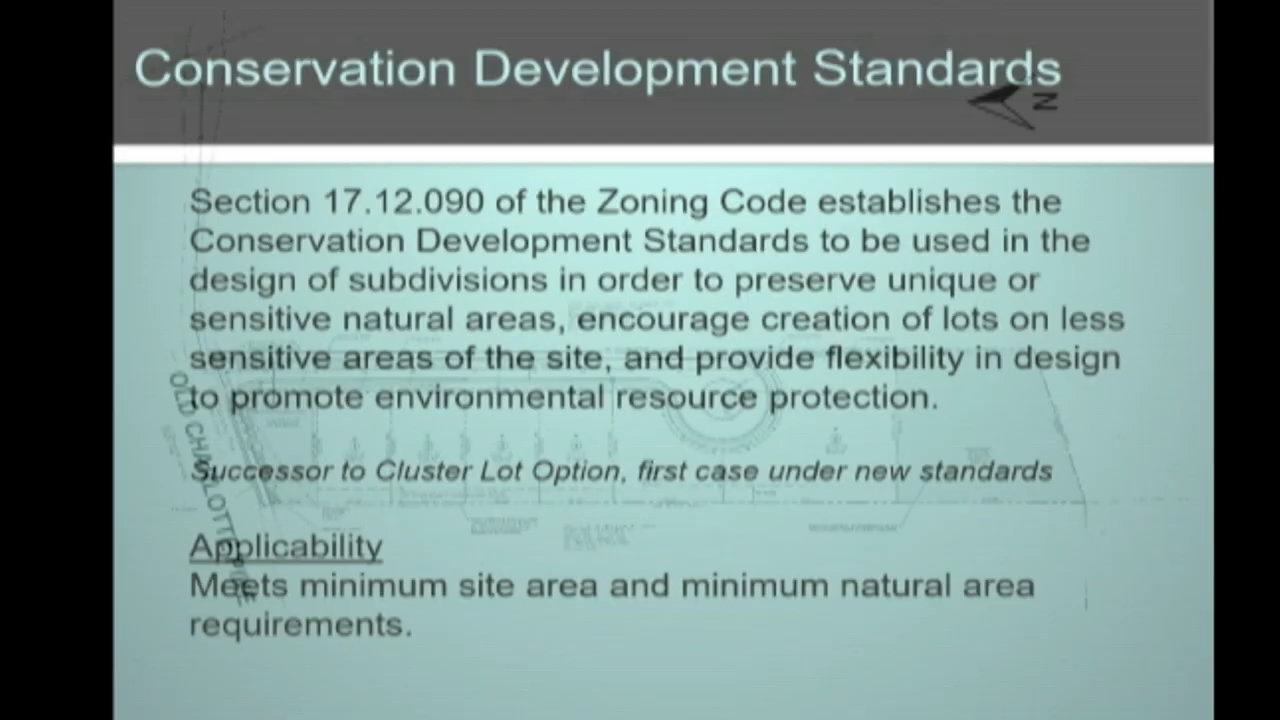 Conservation Development Standards
N
Section 17.12.090 of the Zoning Code establishes the
Conservation Development Standards to be used in the
design of subdivisions in order to preserve unique or
sensitive natural areas, encourage creation of lots on less
sensitive areas of the site, and provide flexibility in design
to promote environmental resource protection.
OLD CHARLOTTE PIKE
Successor to Cluster Lot Option, first case under new standards
Applicability
Meets minimum site area and minimum natural area
requirements.